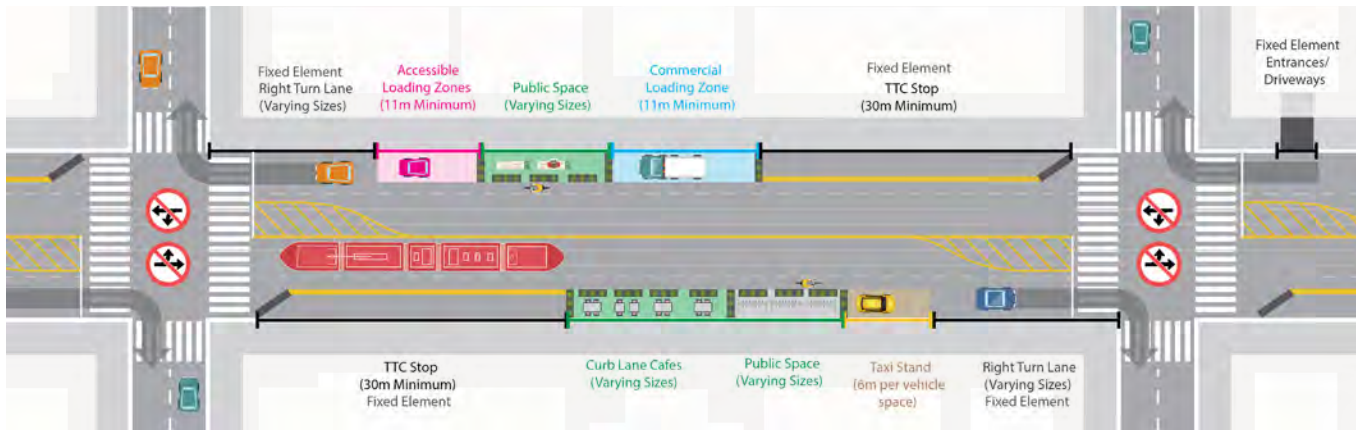 Fixed Element
Right Turn Lane
(Varying Sizes)
Accessible
Loading Zones
(11m Minimum)
Public Space
(Varying Sizes)
Commercial
Loading Zone
(11m Minimum)
Fixed Element
TTC Stop
(30m Minimum)
Fixed Element
Entrances/
Driveways
TTC Stop
(30m Minimum)
Fixed Element
Curb Lane Cafes
(Varying Sizes)
Public Space
(Varying Sizes)
Taxi Stand
(6m per vehicle
space)
Right Turn Lane
(Varying Sizes)
Fixed Element